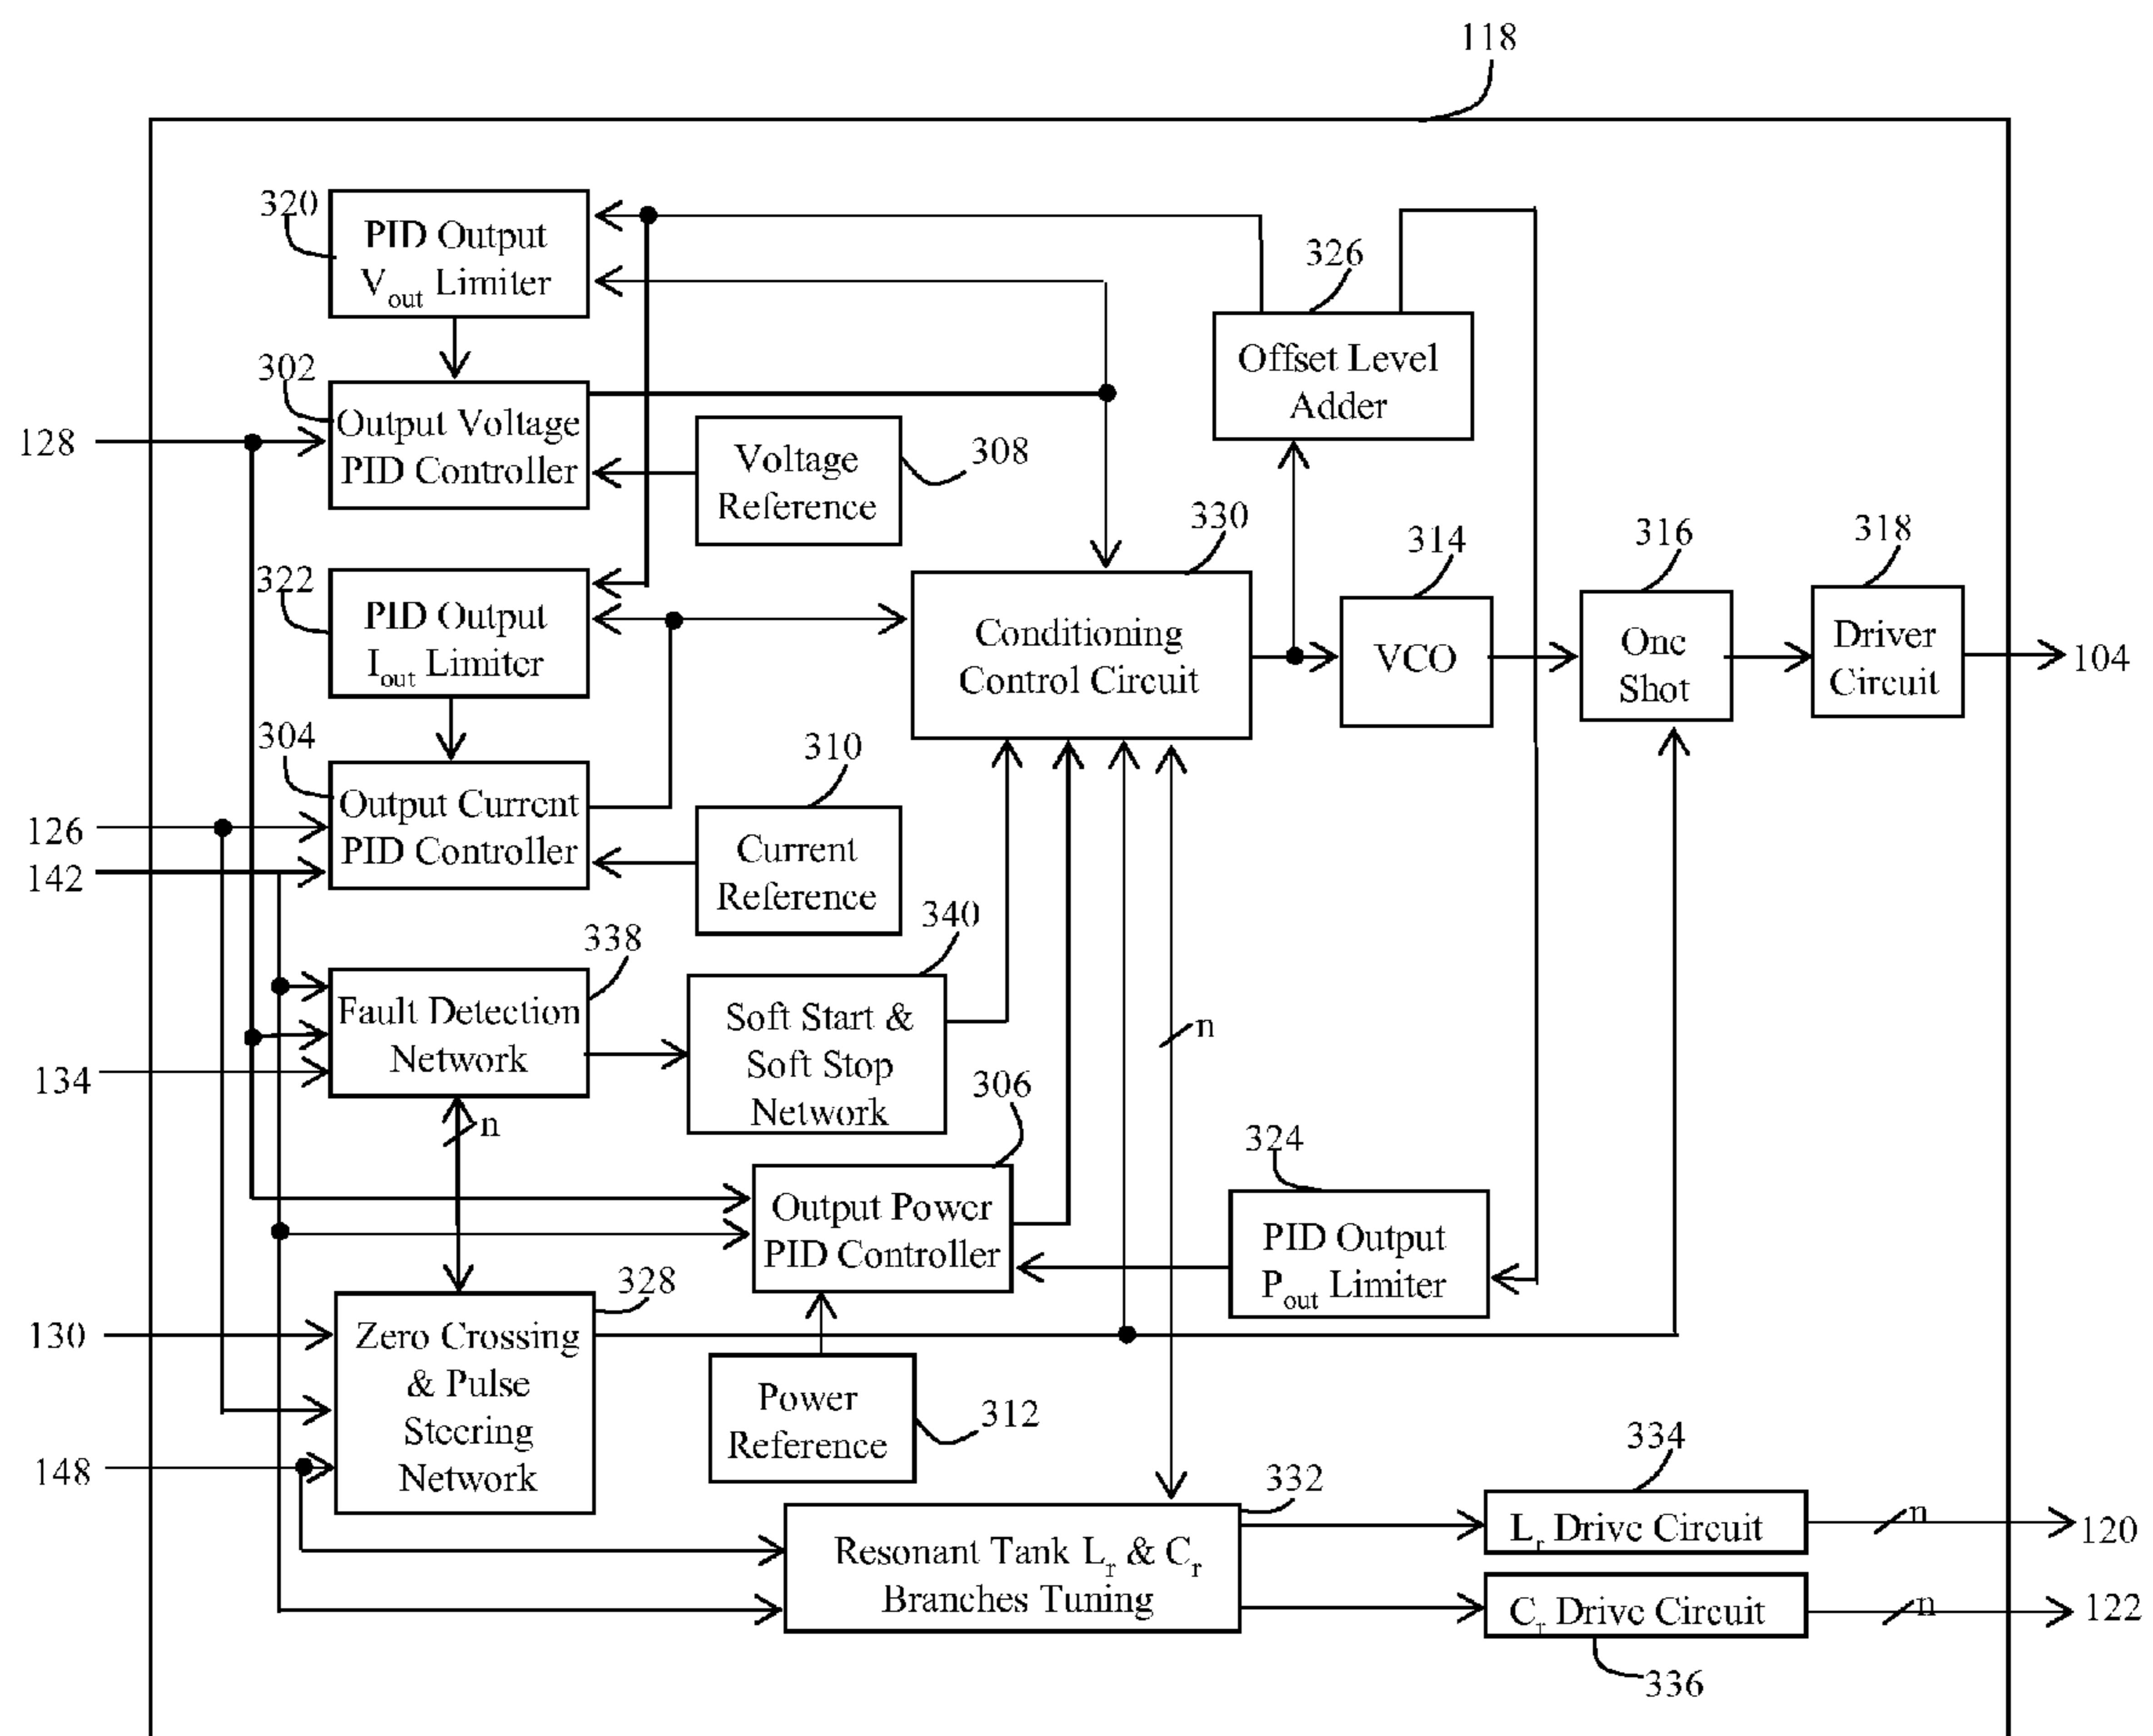 118
320
PID Output
Vout Limiter
326
Offset Level
Adder
302
Output Voltage
PID Controller
128
Voltage
Reference
308
330
314
316
318
322
PID Output
Iout Limiter
Conditioning
Control Circuit
VCO
One
Shot
Driver
Circuit
104
304
Output Current
PID Controller
126
142
310
Current
Reference
338
340
Fault Detection
Network
134
Soft Start &
Soft Stop
Network
n
n
306
324
Output Power
PID Controller
PID Output
Pout Limiter
328
130
Zero Crossing
& Pulse
Steering
Network
148
Power
Reference
312
332
334
Resonant Tank Lr & Cr
Branches Tuning
Lr Drive Circuit
n
120
Cr Drive Circuit
n
122
336